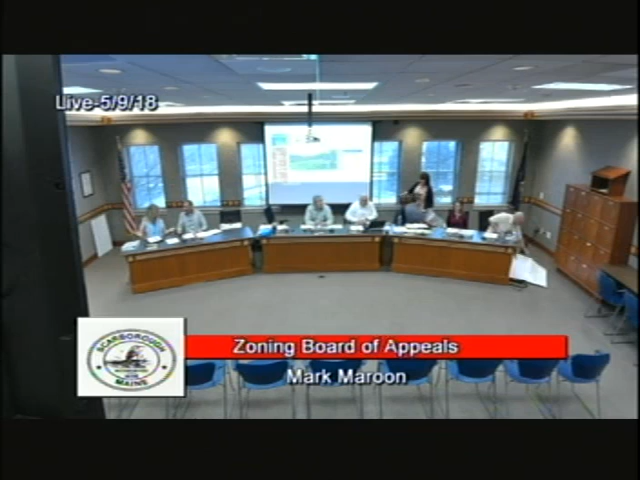 Live-5/9/18
Zoning Board of Appeals
Mark Maroon
SCARBOROUGH
MAINE